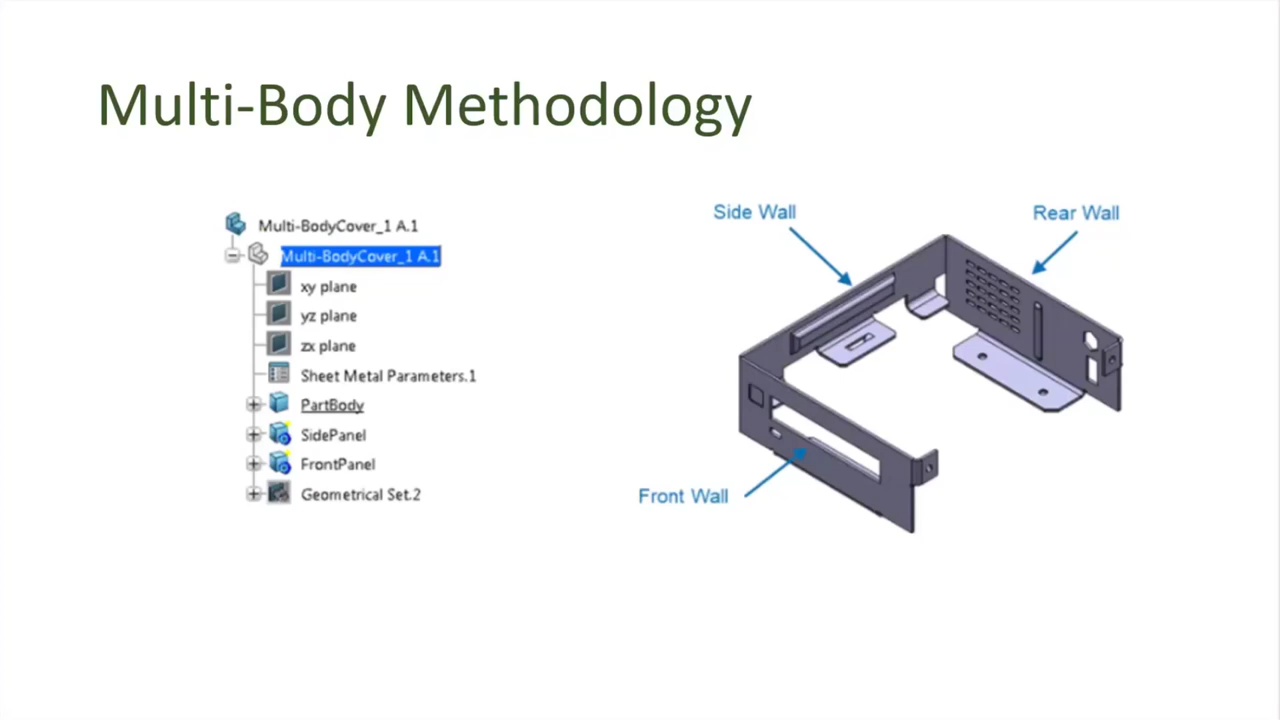 Multi-Body Methodology
Multi-BodyCover_1 A.1
Multi-BodyCover_1 A.1
xy plane
yz plane
zx plane
Sheet Metal Parameters.1
PartBody
SidePanel
FrontPanel
Geometrical Set.2
Side Wall
Rear Wall
Front Wall